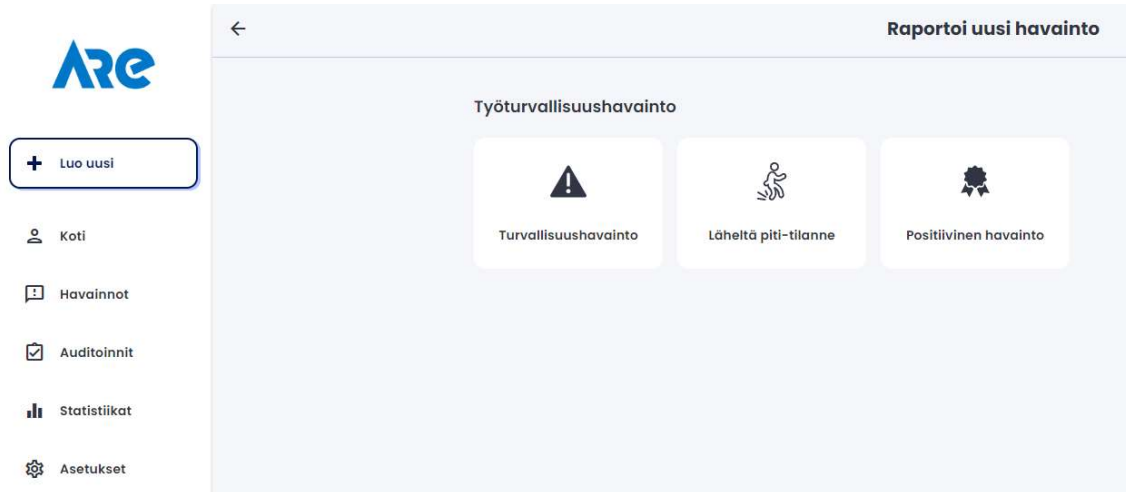 Are
Raportoi uusi havainto
Luo uusi
Koti
Havainnot
Auditoinnit
Statistiikat
Asetukset
Työturvallisuushavainto
Turvallisuushavainto
Läheltä piti-tilanne
Positiivinen havainto